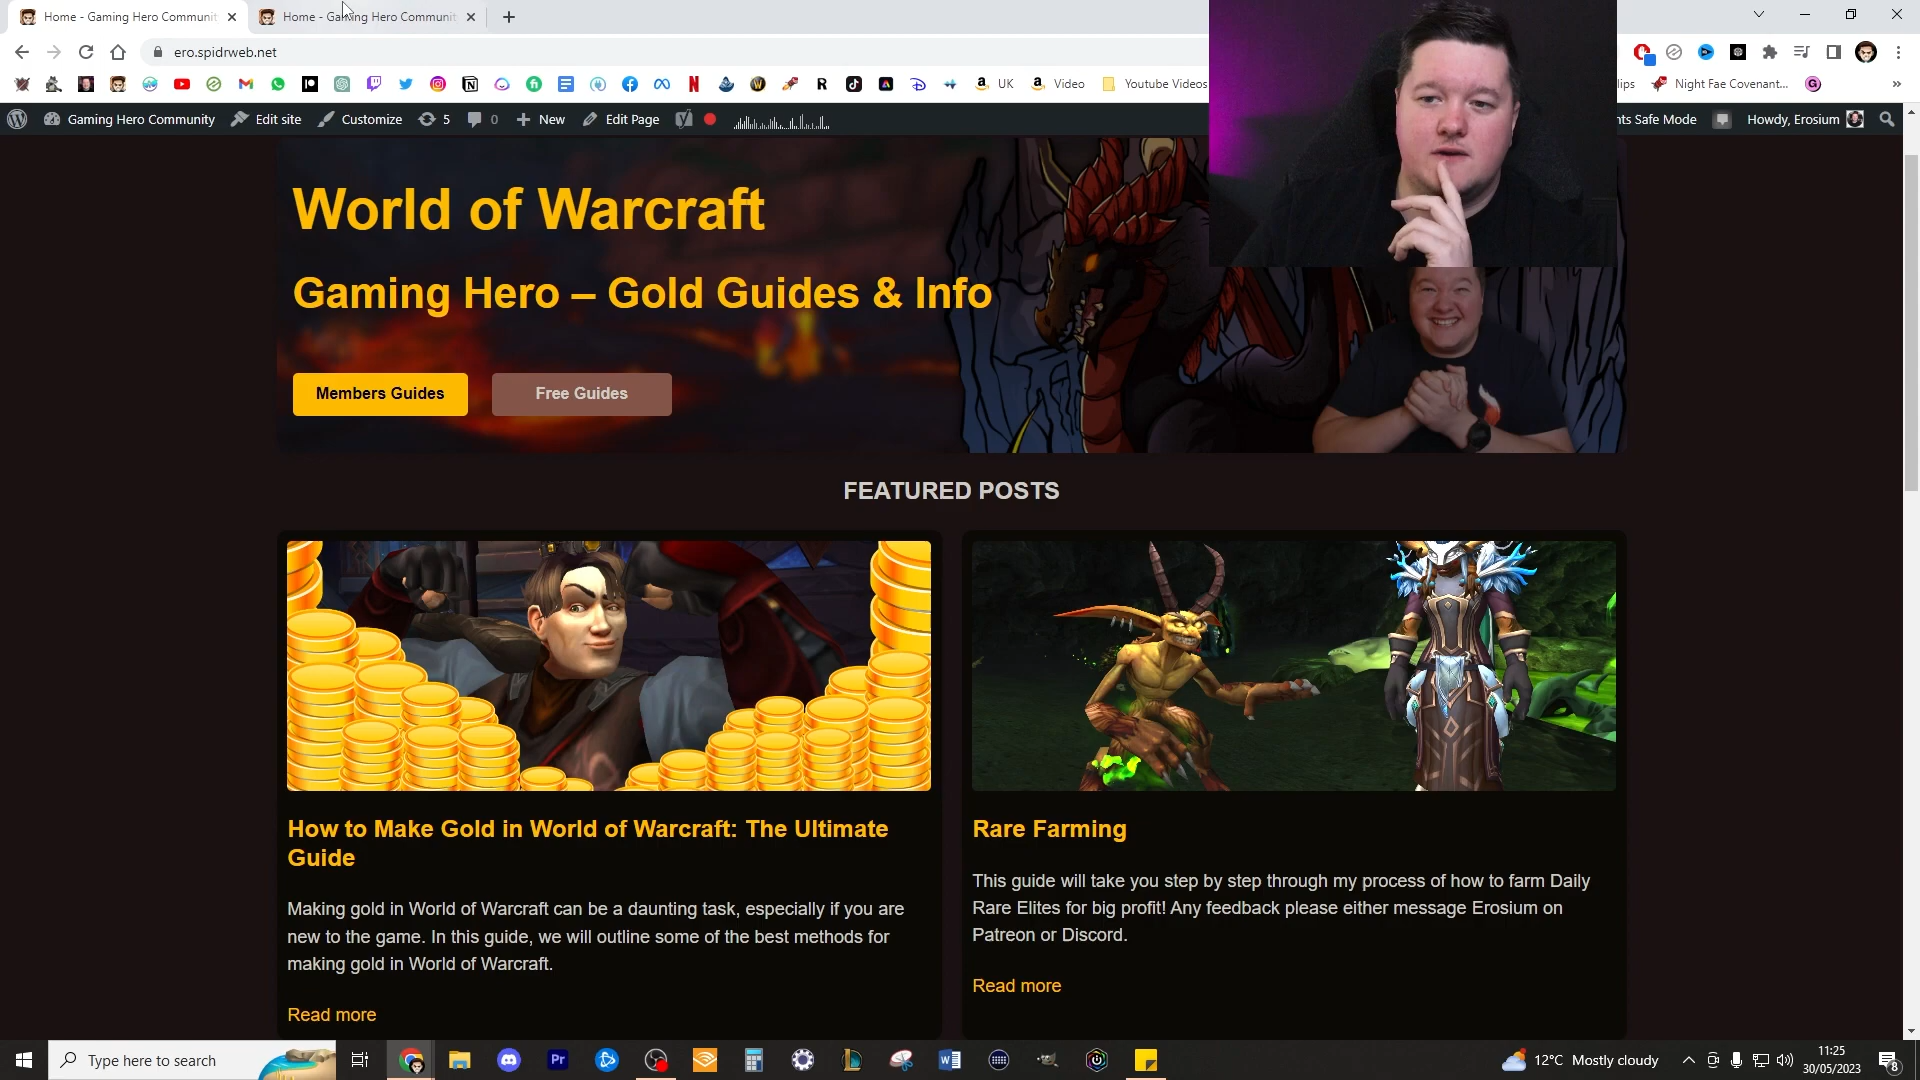 Home - Gaming Hero Communit
Home - Gaming Hero Communit
ero.spidrweb.net
UK
Video
Youtube Videos
Night Fae Covenant...
Gaming Hero Community
Edit site
Customize
5
0
New
Edit Page
nts Safe Mode
Howdy, Erosium
World of Warcraft
Gaming Hero – Gold Guides & Info
Members Guides
Free Guides
FEATURED POSTS
How to Make Gold in World of Warcraft: The Ultimate
Guide
Making gold in World of Warcraft can be a daunting task, especially if you are
new to the game. In this guide, we will outline some of the best methods for
making gold in World of Warcraft.
Read more
Rare Farming
This guide will take you step by step through my process of how to farm Daily
Rare Elites for big profit! Any feedback please either message Erosium on
Patreon or Discord.
Read more
Type here to search
12°C Mostly cloudy
11:25
30/05/2023
8